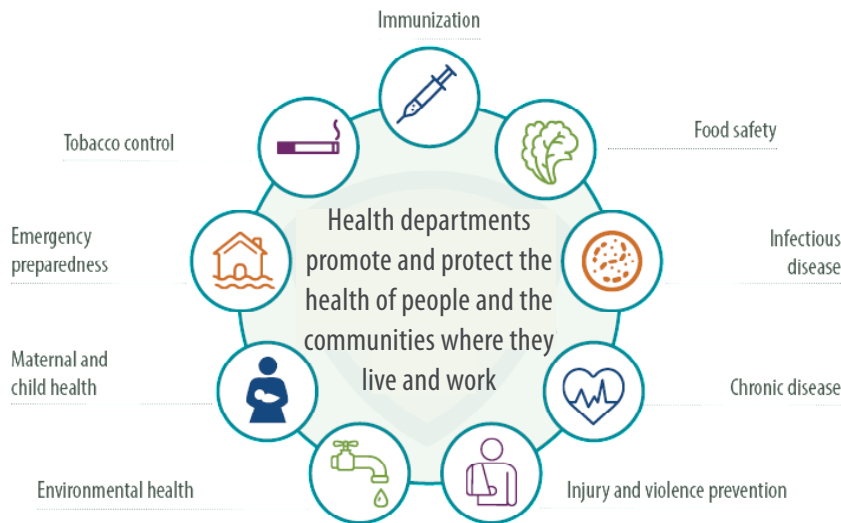 Immunization
Tobacco control
Food safety
Emergency
preparedness
Health departments
promote and protect the
health of people and the
communities where they
live and work
Infectious
disease
Maternal and
child health
Chronic disease
Environmental health
Injury and violence prevention